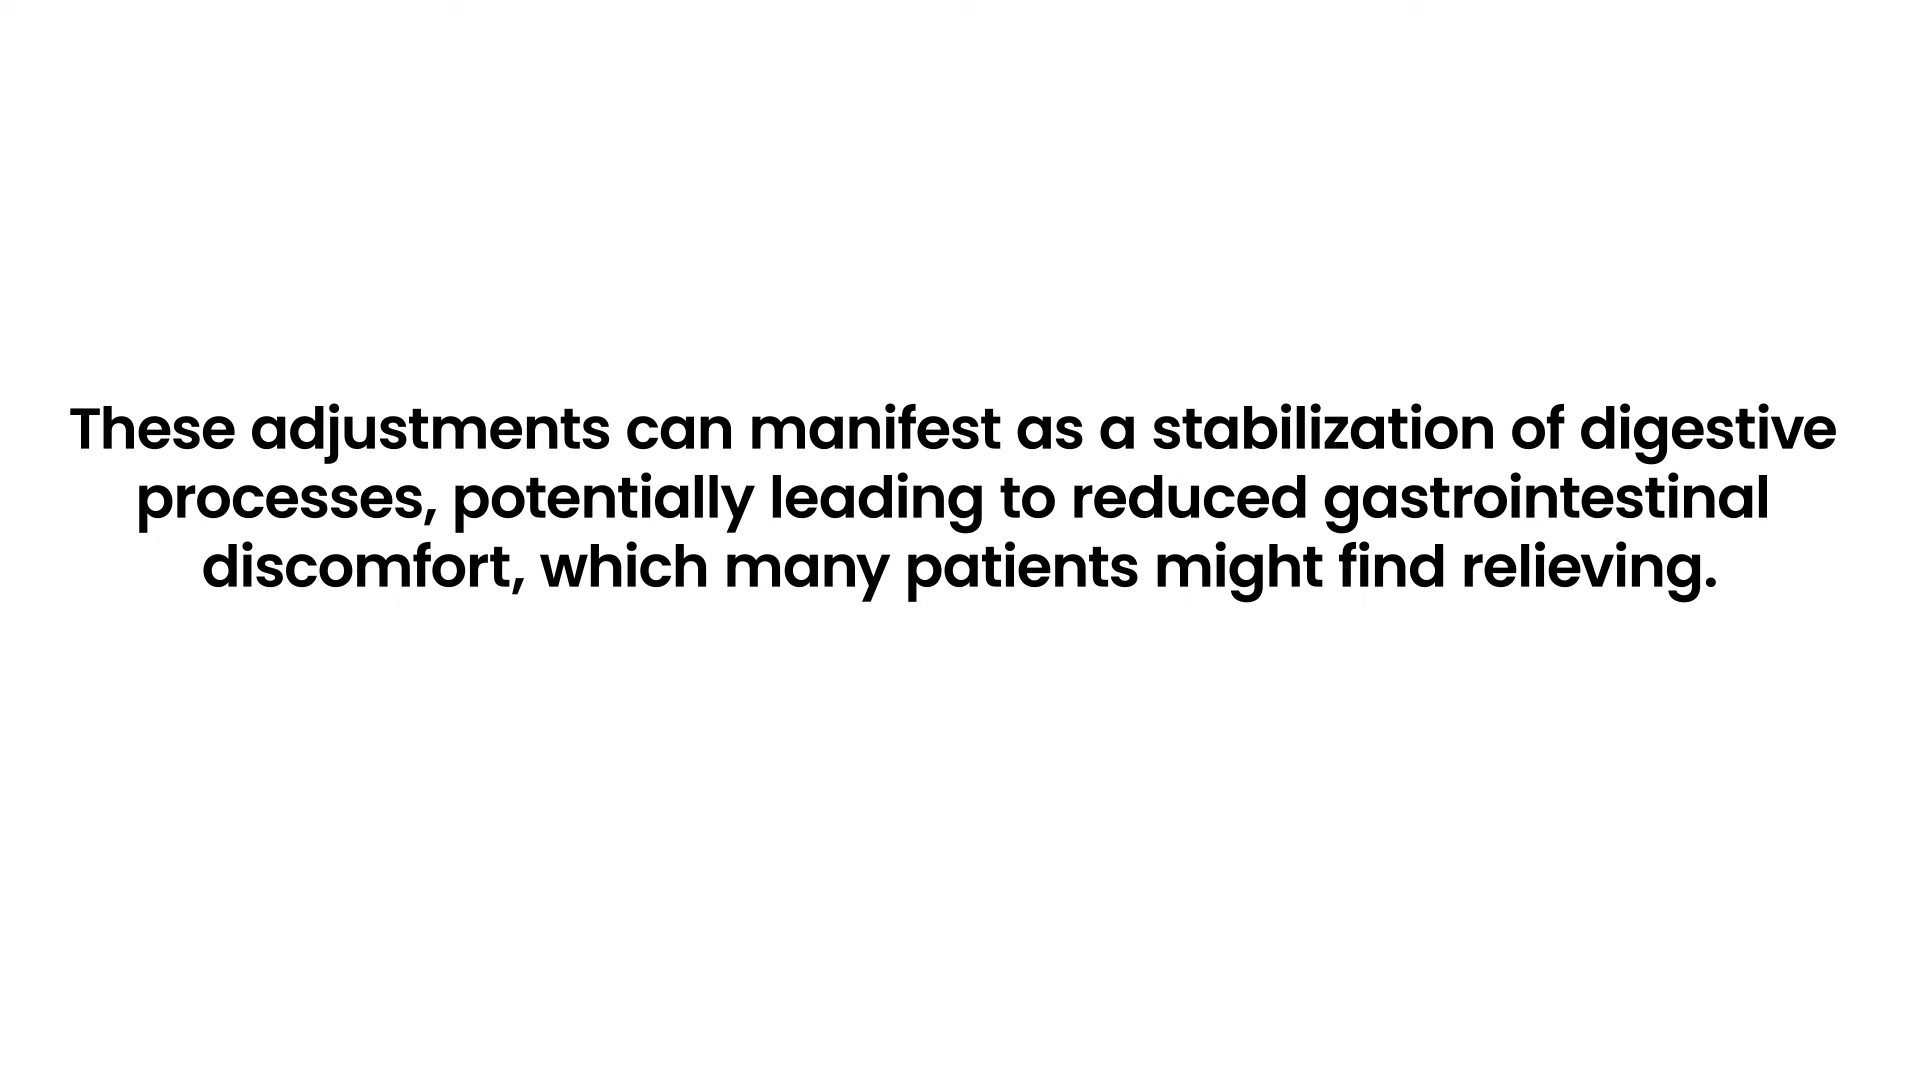 These adjustments can manifest as a stabilization of digestive
processes, potentially leading to reduced gastrointestinal
discomfort, which many patients might find relieving.